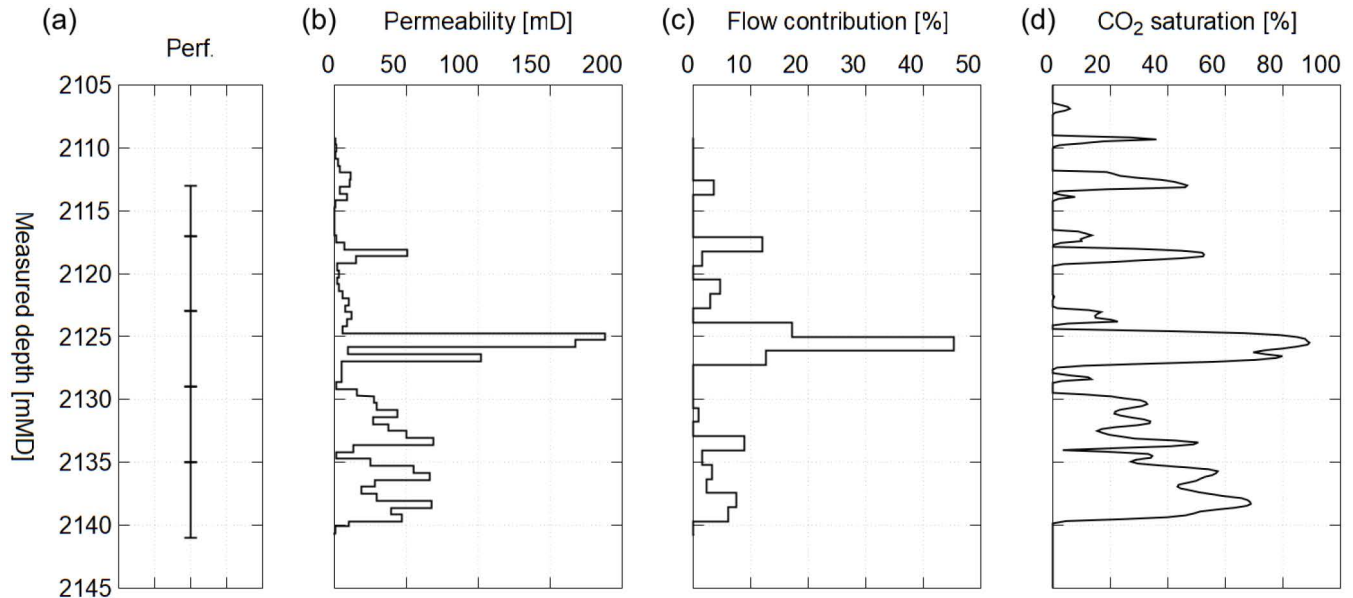 (a)
Perf.
(b)
Permeability [mD]
(c)
Flow contribution [%]
(d)
CO₂ saturation [%]
0 50 100 150 200
0 10 20 30 40 50
0 20 40 60 80 100
Measured depth [mMD]
2105
2110
2115
2120
2125
2130
2135
2140
2145